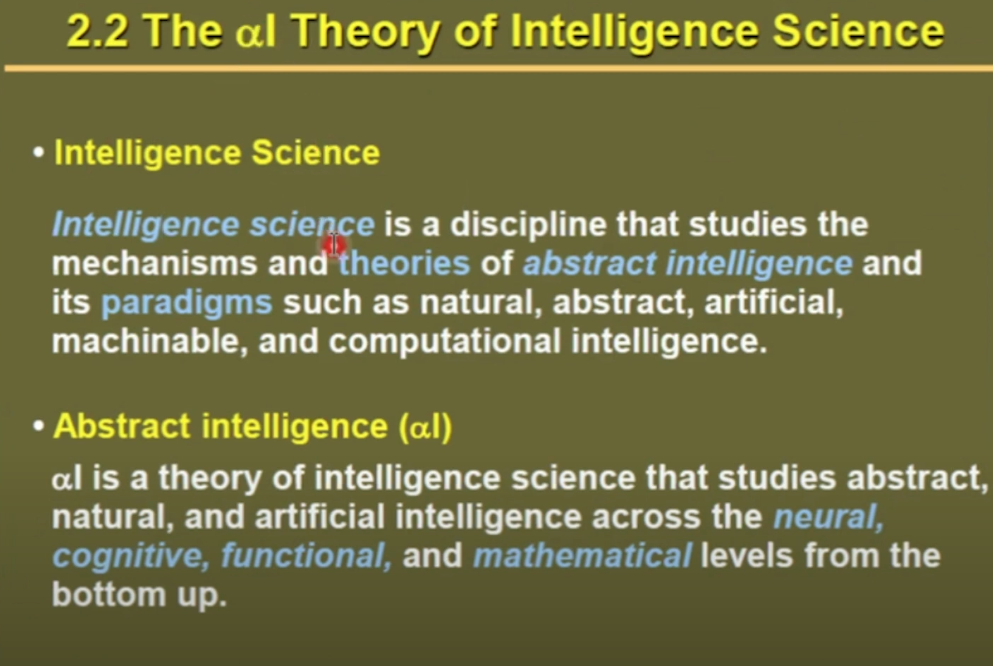 2.2 The αI Theory of Intelligence Science
• Intelligence Science
Intelligence science is a discipline that studies the
mechanisms and theories of abstract intelligence and
its paradigms such as natural, abstract, artificial,
machinable, and computational intelligence.
• Abstract intelligence (αI)
αI is a theory of intelligence science that studies abstract,
natural, and artificial intelligence across the neural,
cognitive, functional, and mathematical levels from the
bottom up.